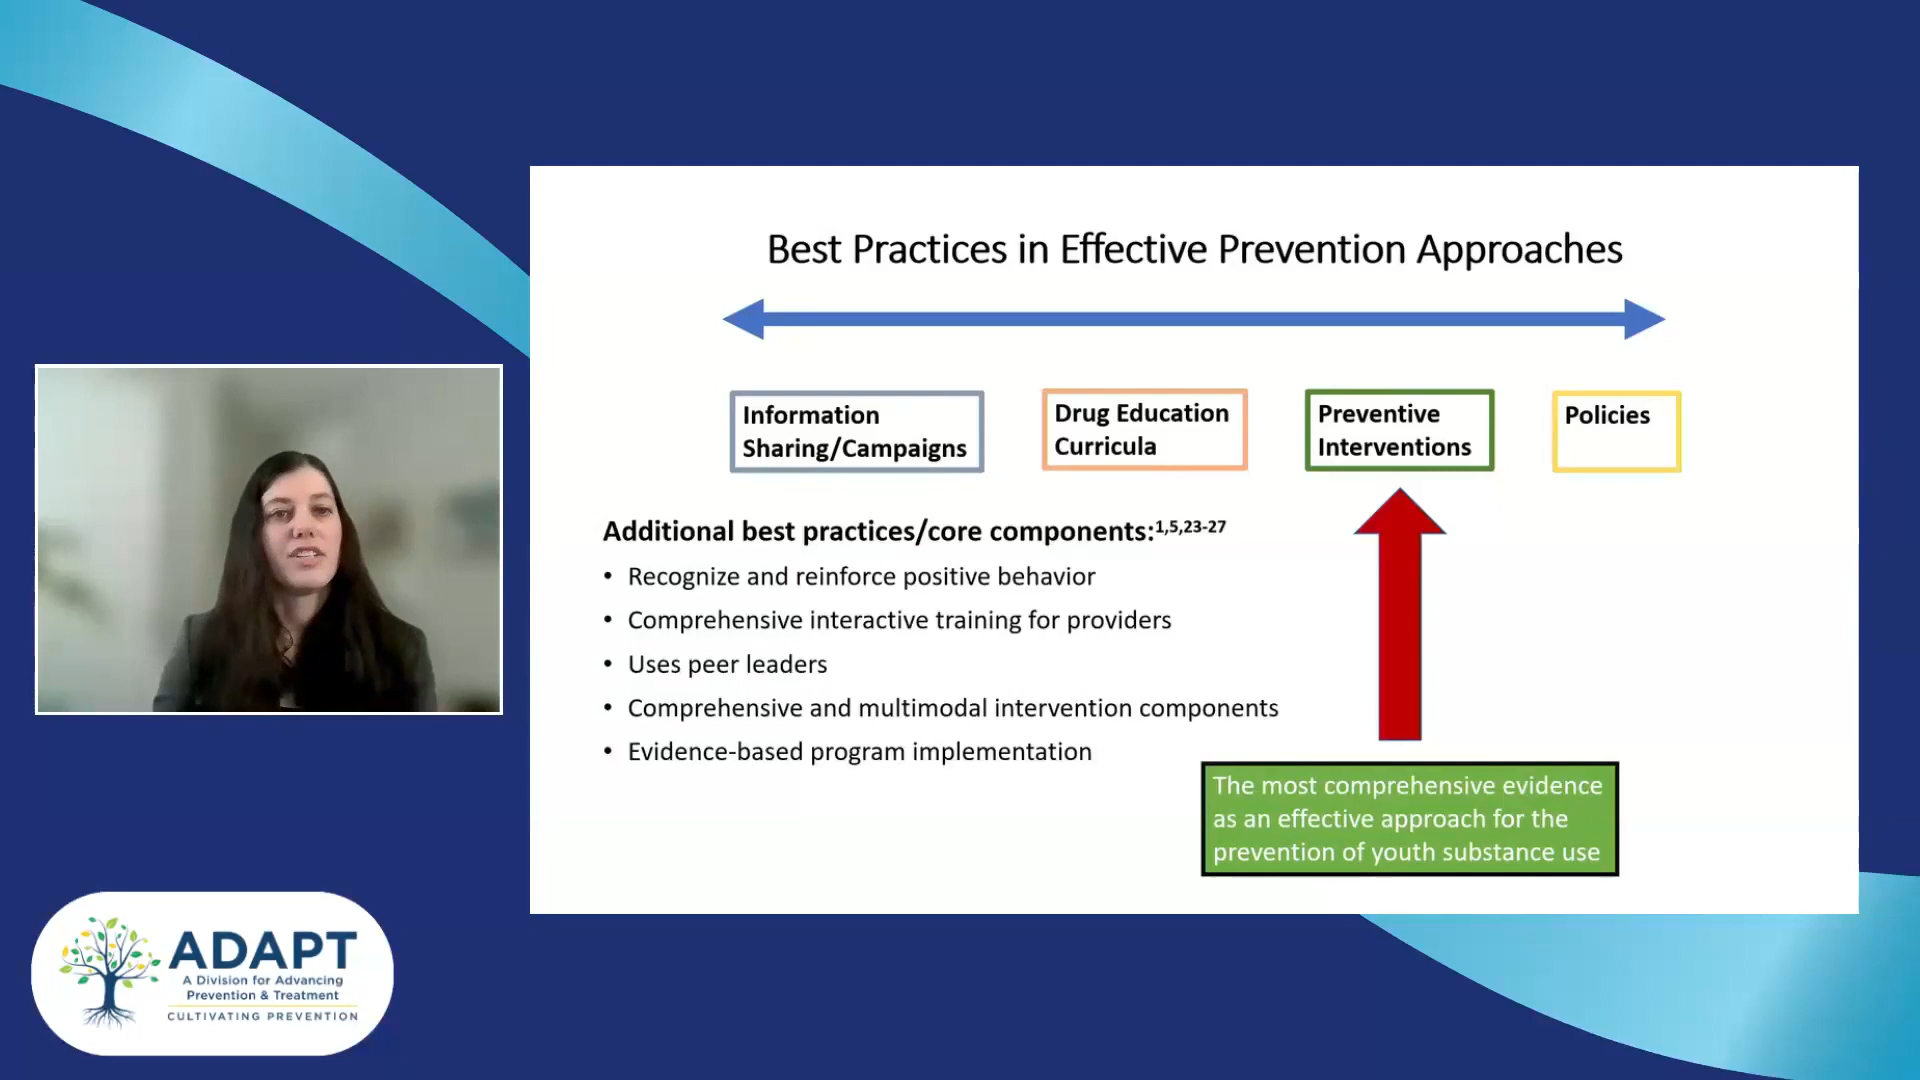 Best Practices in Effective Prevention Approaches
Information
Sharing/Campaigns
Drug Education
Curricula
Preventive
Interventions
Policies
Additional best practices/core components:1,5,23-27
• Recognize and reinforce positive behavior
• Comprehensive interactive training for providers
• Uses peer leaders
• Comprehensive and multimodal intervention components
• Evidence-based program implementation
The most comprehensive evidence
as an effective approach for the
prevention of youth substance use
ADAPT
A Division for Advancing
Prevention & Treatment
CULTIVATING PREVENTION